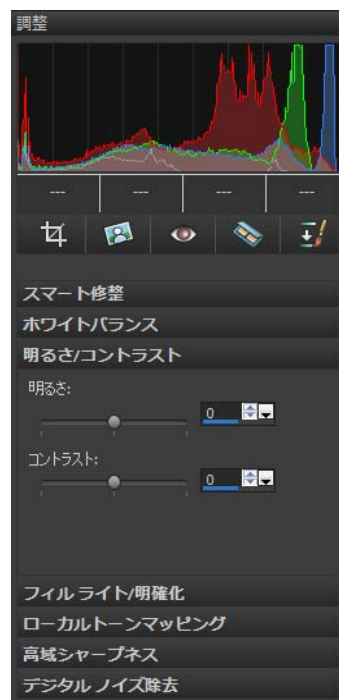 調整
--- --- --- ---
スマート修整
ホワイトバランス
明るさ/コントラスト
明るさ:
0
コントラスト:
0
フィル ライト/明確化
ローカルトーンマッピング
高域シャープネス
デジタル ノイズ除去